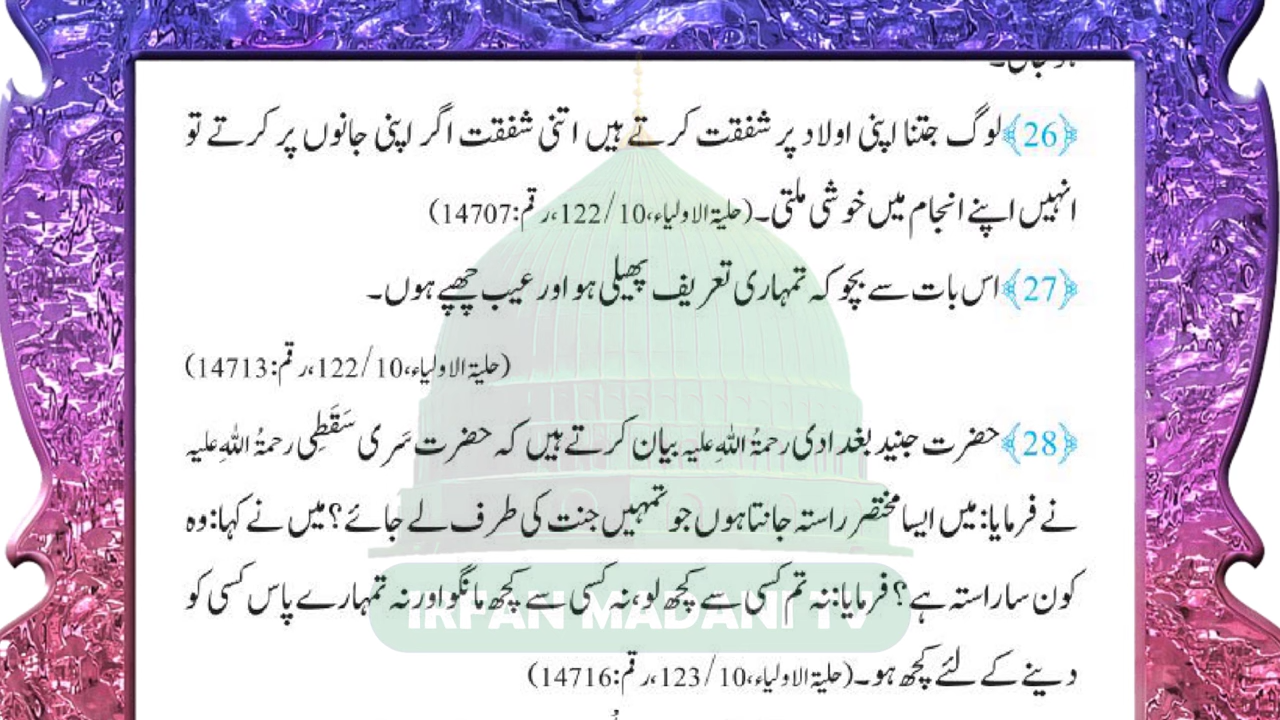 ﴿26﴾لوگ جتنا اپنی اولاد پر شفقت کرتے ہیں اتنی شفقت اگر اپنی جانوں پر کرتے تو
انہیں اپنے انجام میں خوشی ملتی۔(حلیۃ الاولیاء،10/122،رقم:14707)
﴿27﴾اس بات سے بچو کہ تمہاری تعریف پھیلی ہو اور عیب چھپے ہوں۔
(حلیۃ الاولیاء،10/122،رقم:14713)
﴿28﴾حضرت جنید بغدادی رحمۃُ اللہِ علیہ بیان کرتے ہیں کہ حضرت سَری سَقَطِی رحمۃُ اللہِ علیہ
نے فرمایا:میں ایسا مختصر راستہ جانتا ہوں جو تمہیں جنت کی طرف لے جائے؟میں نے کہا:وہ
کون سا راستہ ہے؟فرمایا:نہ تم کسی سے کچھ لو،نہ کسی سے کچھ مانگو اور نہ تمہارے پاس کسی کو
IRFAN MADANI TV
دینے کے لئے کچھ ہو۔(حلیۃ الاولیاء،10/123،رقم:14716)